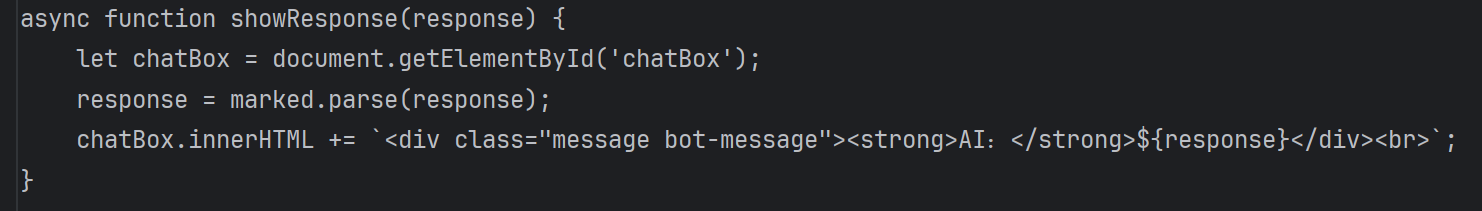 async function showResponse(response) {
let chatBox = document.getElementById('chatBox');
response = marked.parse(response);
chatBox.innerHTML += `<div class="message bot-message"><strong>AI：</strong>${response}</div><br>`;
}